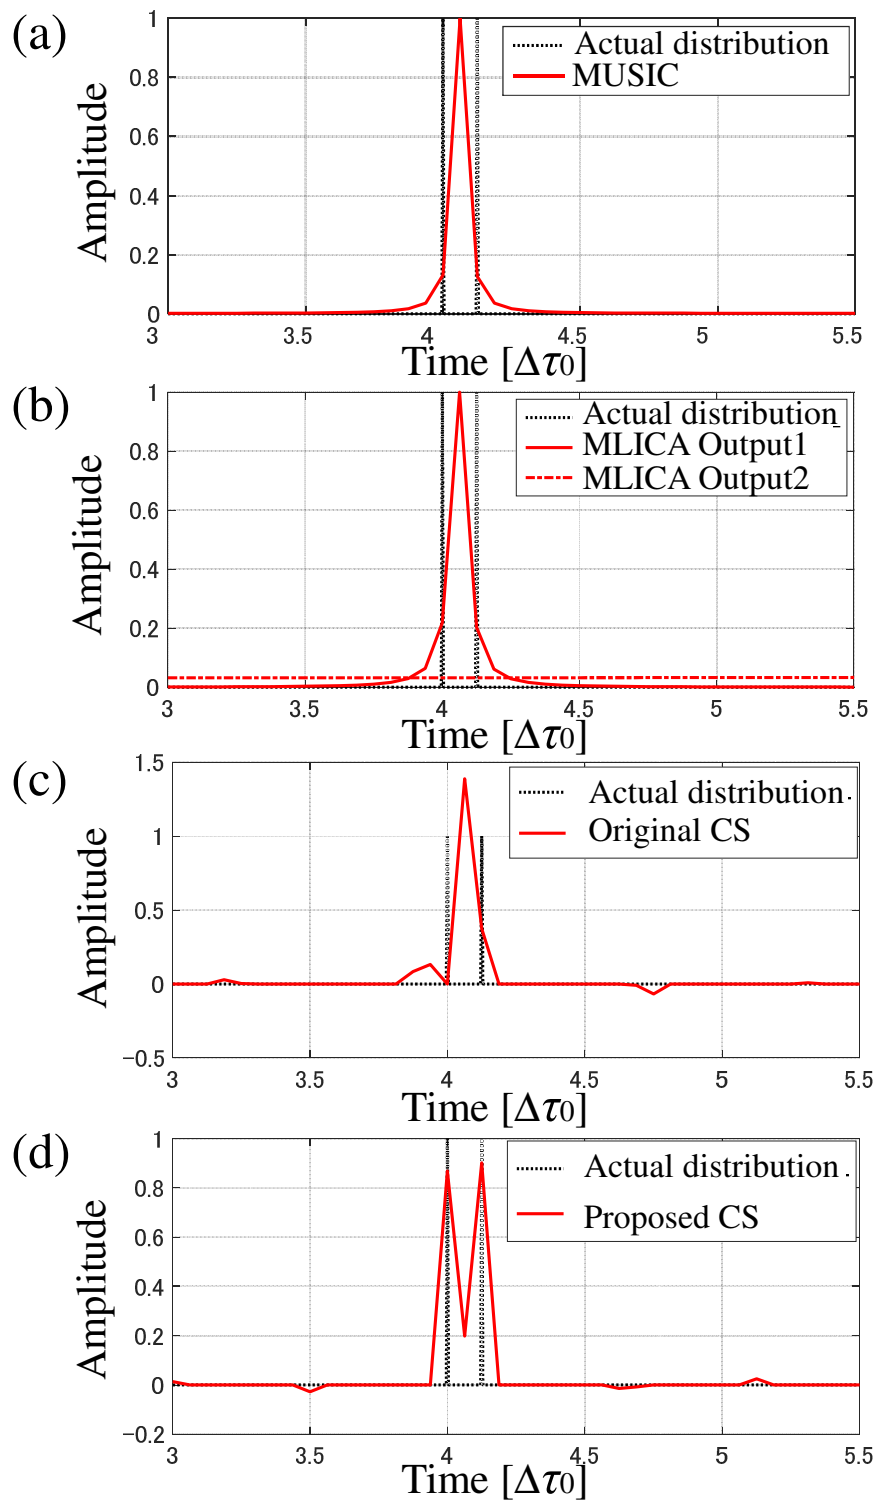 (a)
Amplitude
1
0.8
0.6
0.4
0.2
0
Actual distribution
MUSIC
3
3.5
4
4.5
5
5.5
Time [Δτ0]
(b)
Amplitude
1
0.8
0.6
0.4
0.2
0
Actual distribution
MLICA Output1
MLICA Output2
3
3.5
4
4.5
5
5.5
Time [Δτ0]
(c)
Amplitude
1.5
1
0.5
0
−0.5
Actual distribution
Original CS
3
3.5
4
4.5
5
5.5
Time [Δτ0]
(d)
Amplitude
1
0.8
0.6
0.4
0.2
0
-0.2
Actual distribution
Proposed CS
3
3.5
4
4.5
5
5.5
Time [Δτ0]